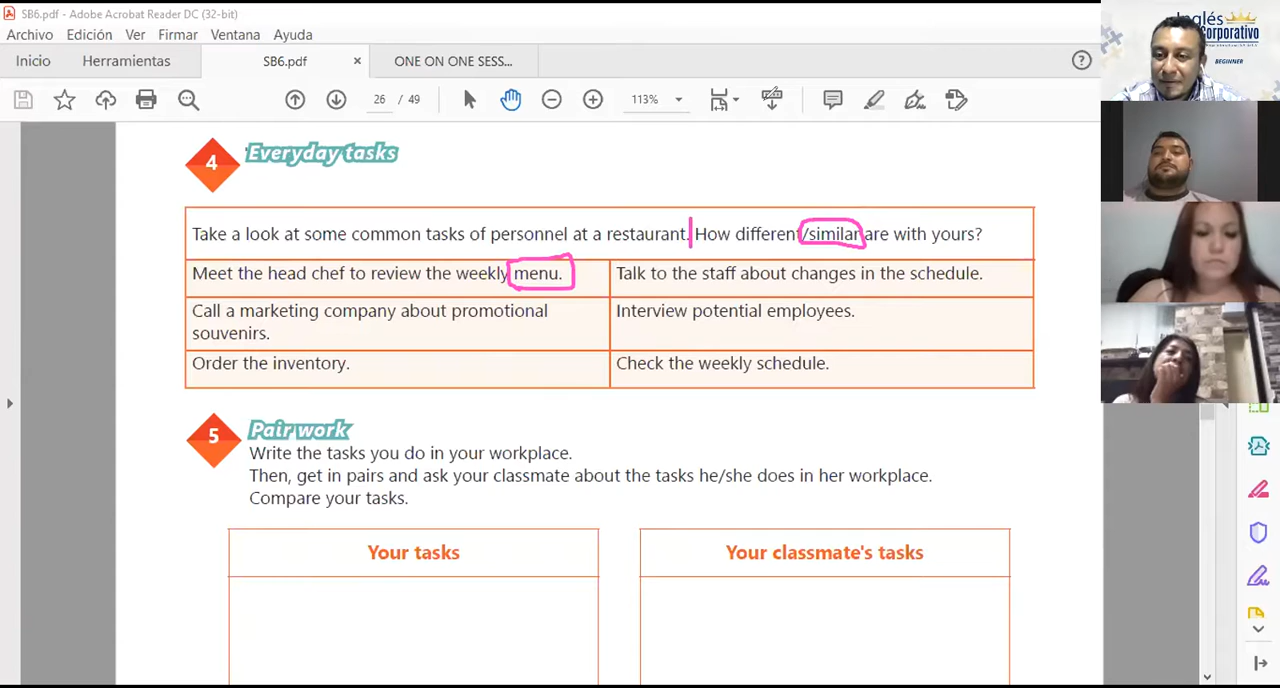 SB6.pdf - Adobe Acrobat Reader DC (32-bit)
Archivo Edición Ver Firmar Ventana Ayuda
Inicio Herramientas SB6.pdf × ONE ON ONE SESS...
26 / 49 113%
Inglés
Corporativo
BEGINNER
4 Everyday tasks
Take a look at some common tasks of personnel at a restaurant. How different/similar are with yours?
Meet the head chef to review the weekly menu. Talk to the staff about changes in the schedule.
Call a marketing company about promotional Interview potential employees.
souvenirs.
Order the inventory. Check the weekly schedule.
5 Pair work
Write the tasks you do in your workplace.
Then, get in pairs and ask your classmate about the tasks he/she does in her workplace.
Compare your tasks.
Your tasks Your classmate's tasks